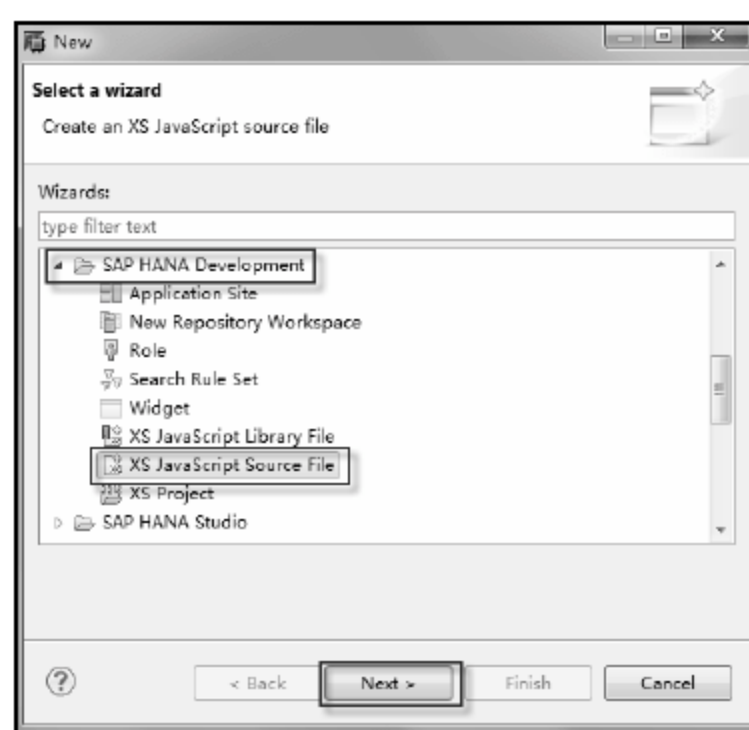 New
Select a wizard
Create an XS JavaScript source file
Wizards:
type filter text
SAP HANA Development
Application Site
New Repository Workspace
Role
Search Rule Set
Widget
XS JavaScript Library File
XS JavaScript Source File
XS Project
SAP HANA Studio
? < Back Next > Finish Cancel